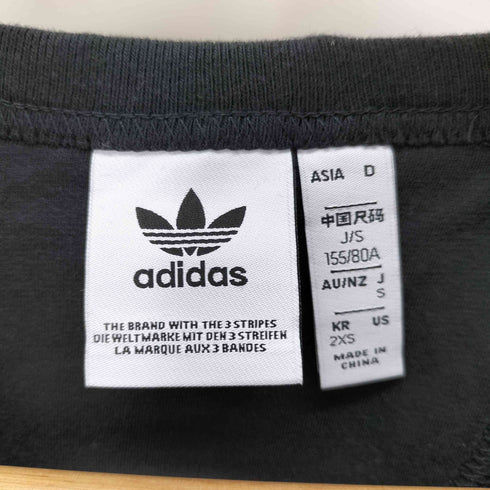 adidas
THE BRAND WITH THE 3 STRIPES
DIE WELTMARKE MIT DEN 3 STREIFEN
LA MARQUE AUX 3 BANDES
ASIA D
中国尺码
J/S
155/80A
AU/NZ J
S
KR US
2XS
MADE IN
CHINA